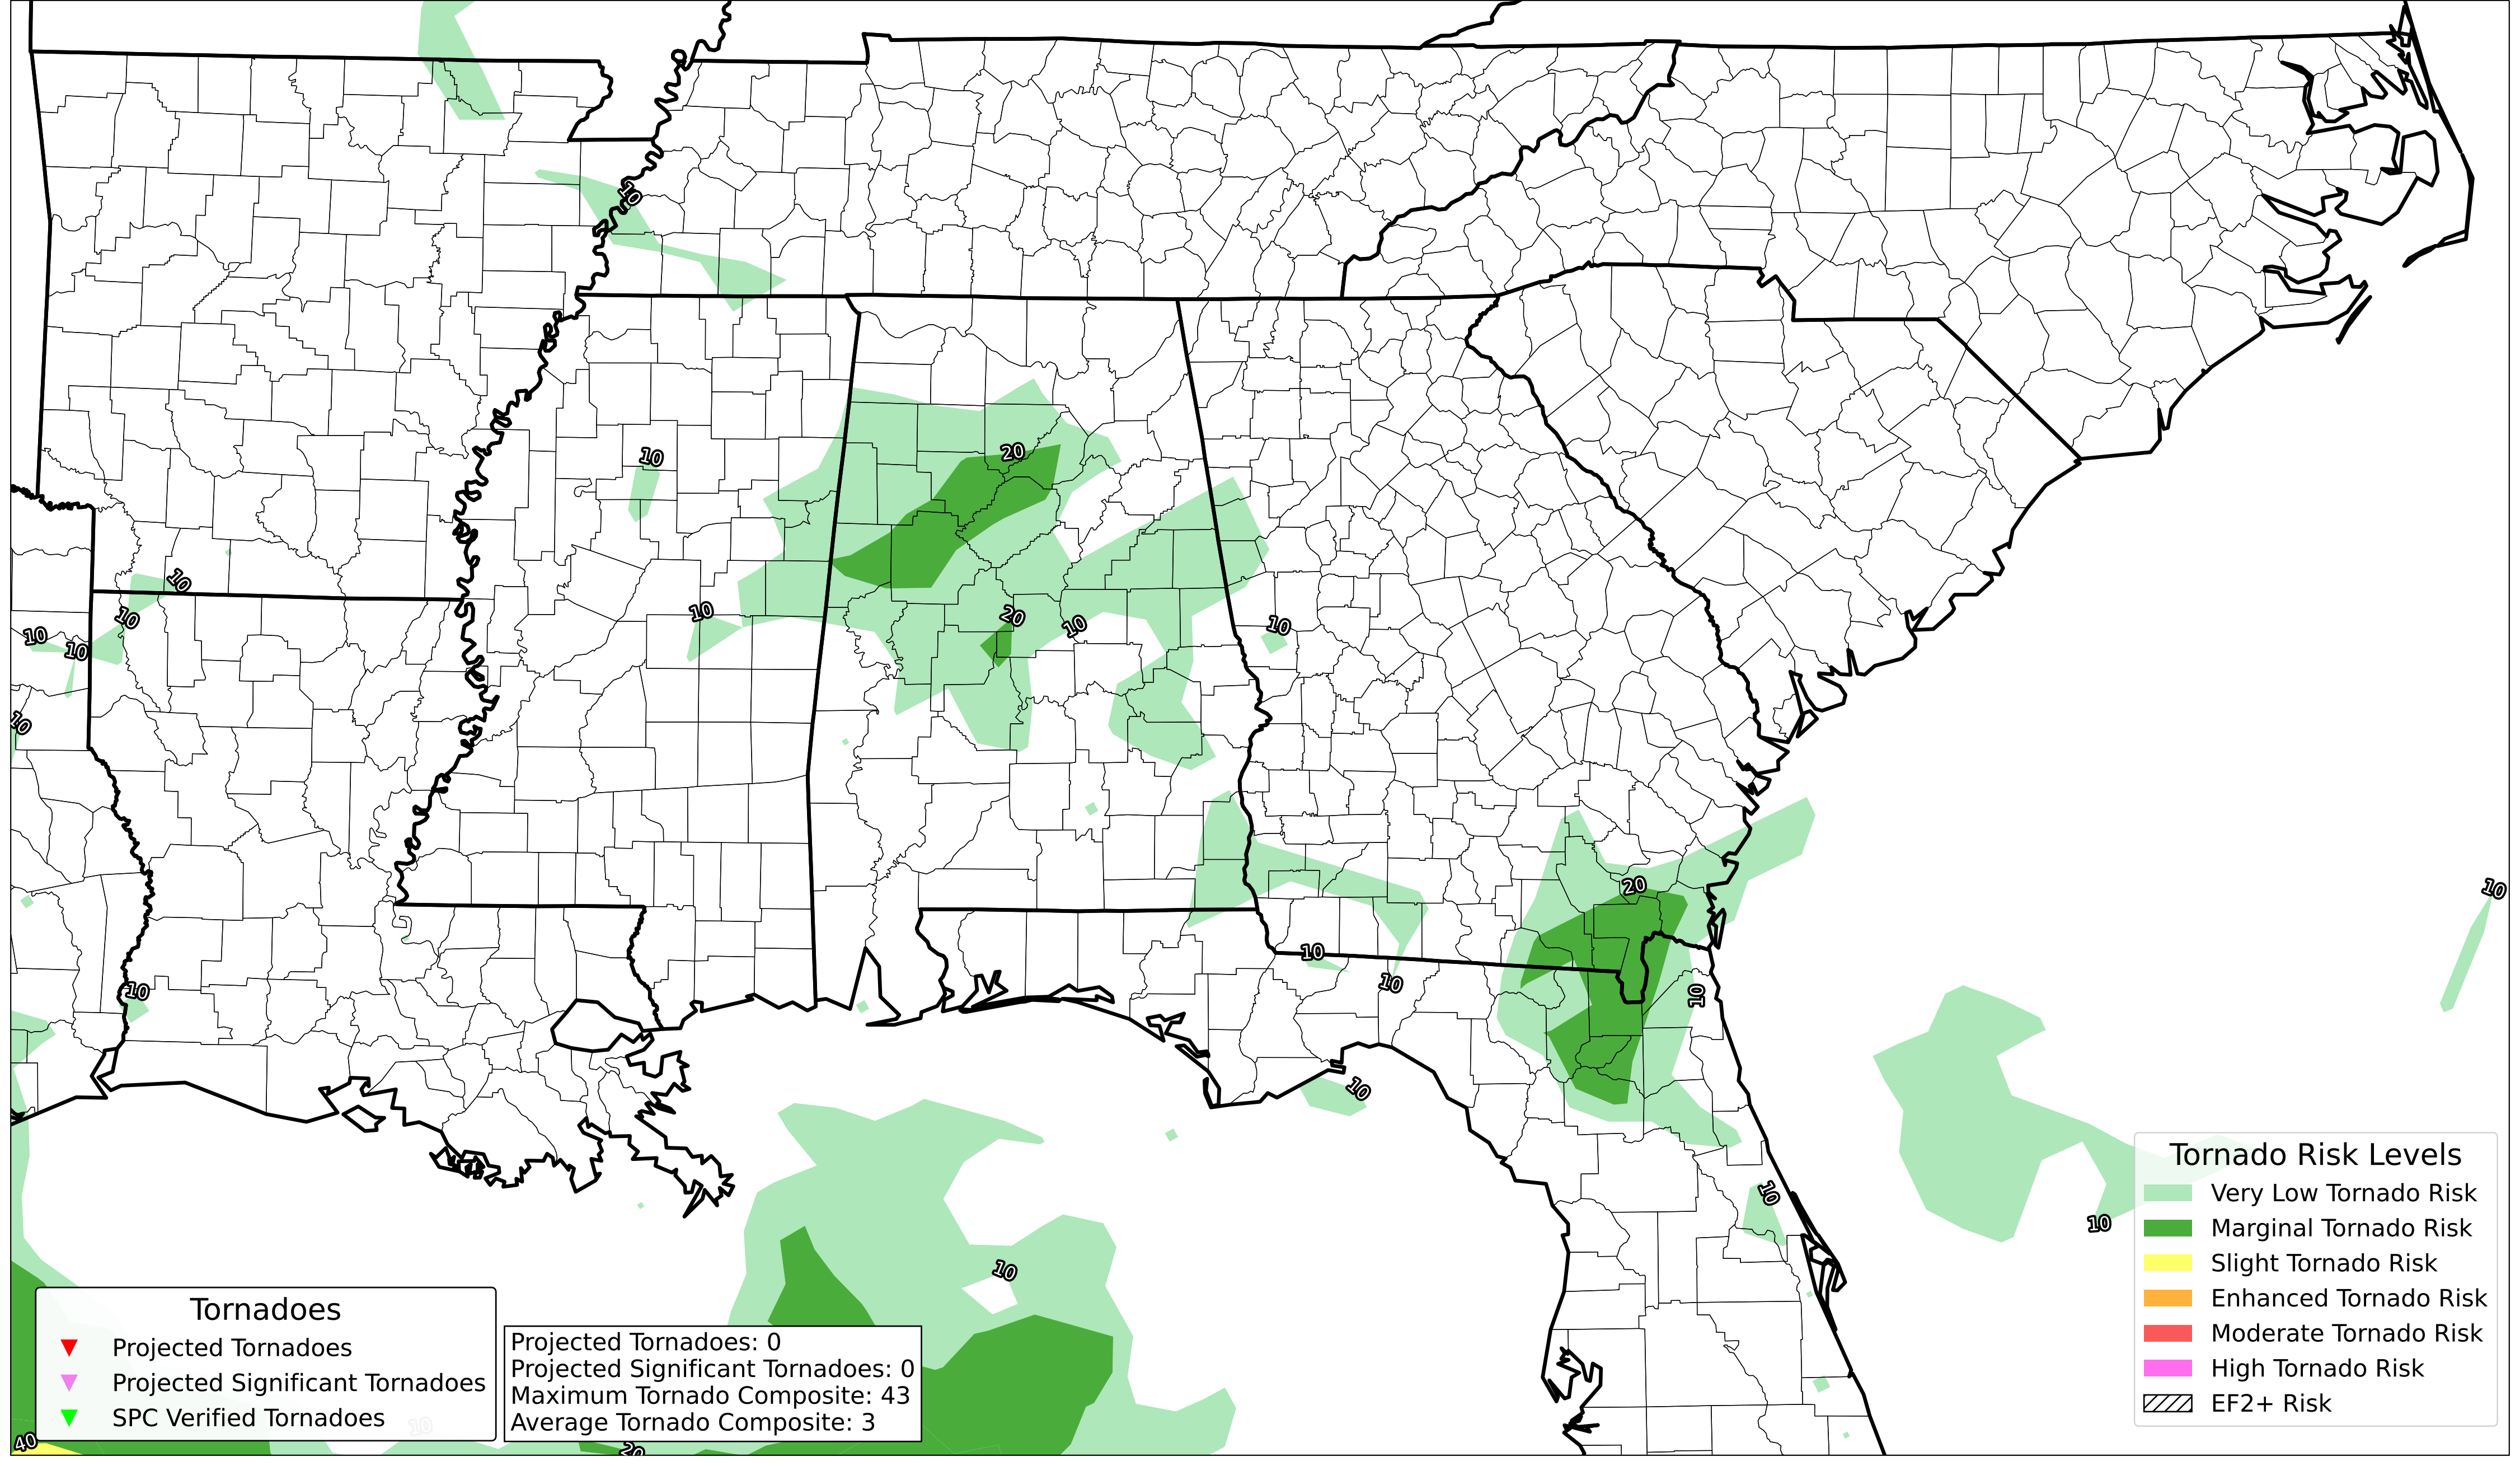 10
20
10
10
10
10
20
10
10
10
10
10
20
10
10
10
10
10
10
10
10
10
10
40
20
Tornadoes
Projected Tornadoes
Projected Significant Tornadoes
SPC Verified Tornadoes
Projected Tornadoes: 0
Projected Significant Tornadoes: 0
Maximum Tornado Composite: 43
Average Tornado Composite: 3
Tornado Risk Levels
Very Low Tornado Risk
Marginal Tornado Risk
Slight Tornado Risk
Enhanced Tornado Risk
Moderate Tornado Risk
High Tornado Risk
EF2+ Risk